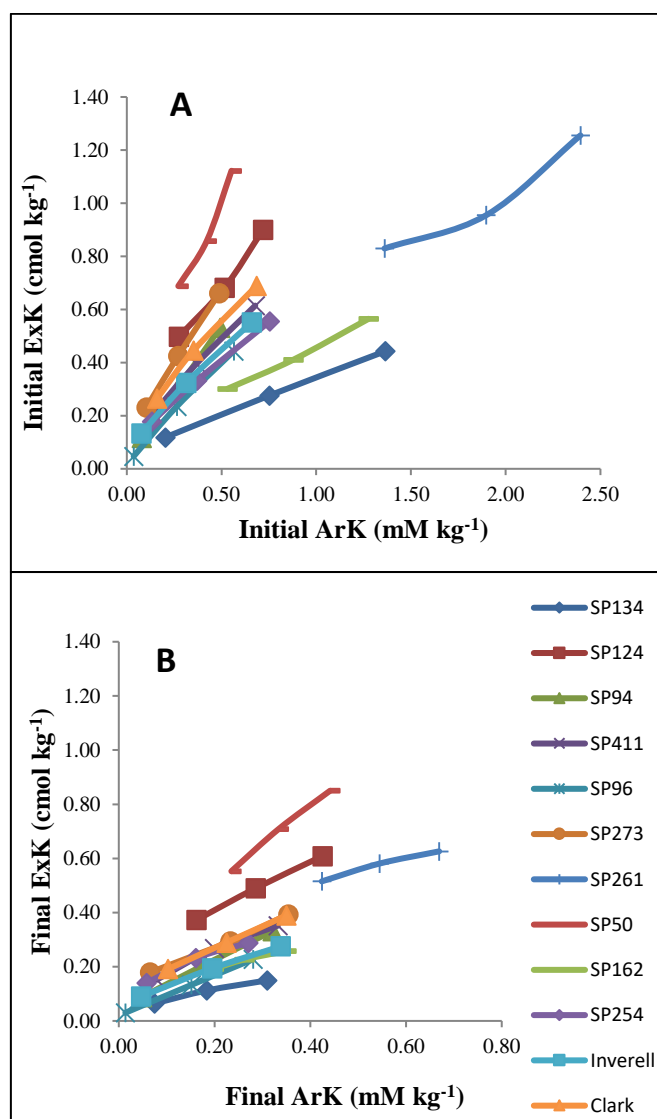 A
1.40
1.20
1.00
0.80
0.60
0.40
0.20
0.00
Initial ExK (cmol kg⁻¹)
0.00 0.50 1.00 1.50 2.00 2.50
Initial ArK (mM kg⁻¹)
B
1.40
1.20
1.00
0.80
0.60
0.40
0.20
0.00
Final ExK (cmol kg⁻¹)
0.00 0.20 0.40 0.60 0.80
Final ArK (mM kg⁻¹)
SP134
SP124
SP94
SP411
SP96
SP273
SP261
SP50
SP162
SP254
Inverell
Clark